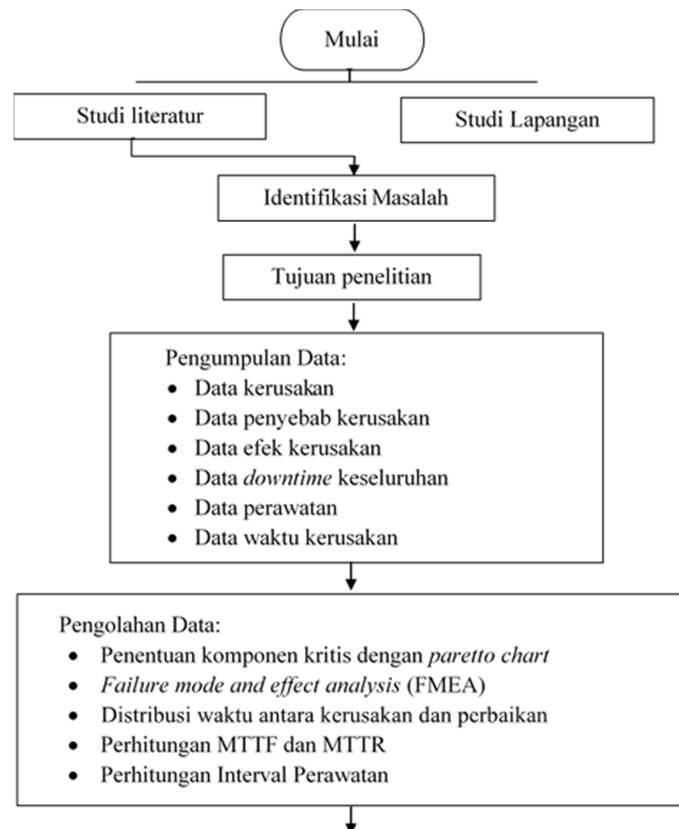 Mulai
Studi literatur
Studi Lapangan
Identifikasi Masalah
Tujuan penelitian
Pengumpulan Data:
• Data kerusakan
• Data penyebab kerusakan
• Data efek kerusakan
• Data downtime keseluruhan
• Data perawatan
• Data waktu kerusakan
Pengolahan Data:
• Penentuan komponen kritis dengan paretto chart
• Failure mode and effect analysis (FMEA)
• Distribusi waktu antara kerusakan dan perbaikan
• Perhitungan MTTF dan MTTR
• Perhitungan Interval Perawatan